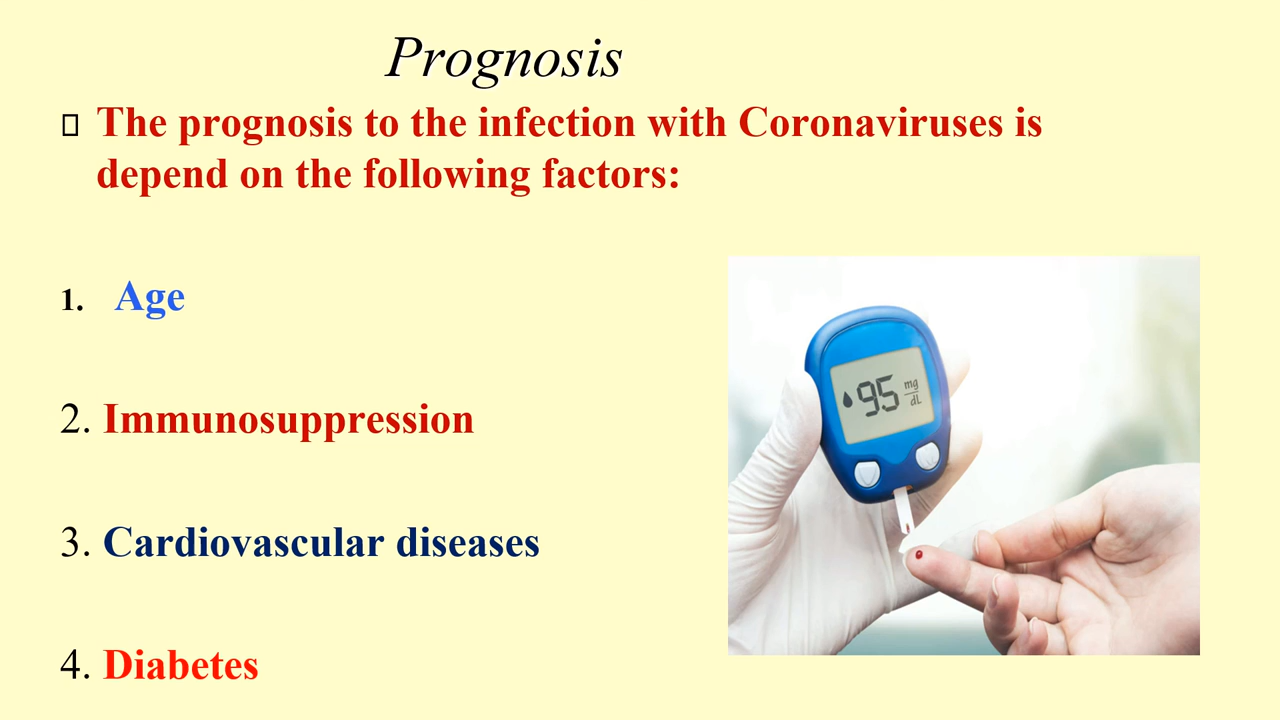 Prognosis
The prognosis to the infection with Coronaviruses is
depend on the following factors:
1. Age
2. Immunosuppression
3. Cardiovascular diseases
4. Diabetes
95 mg
dL